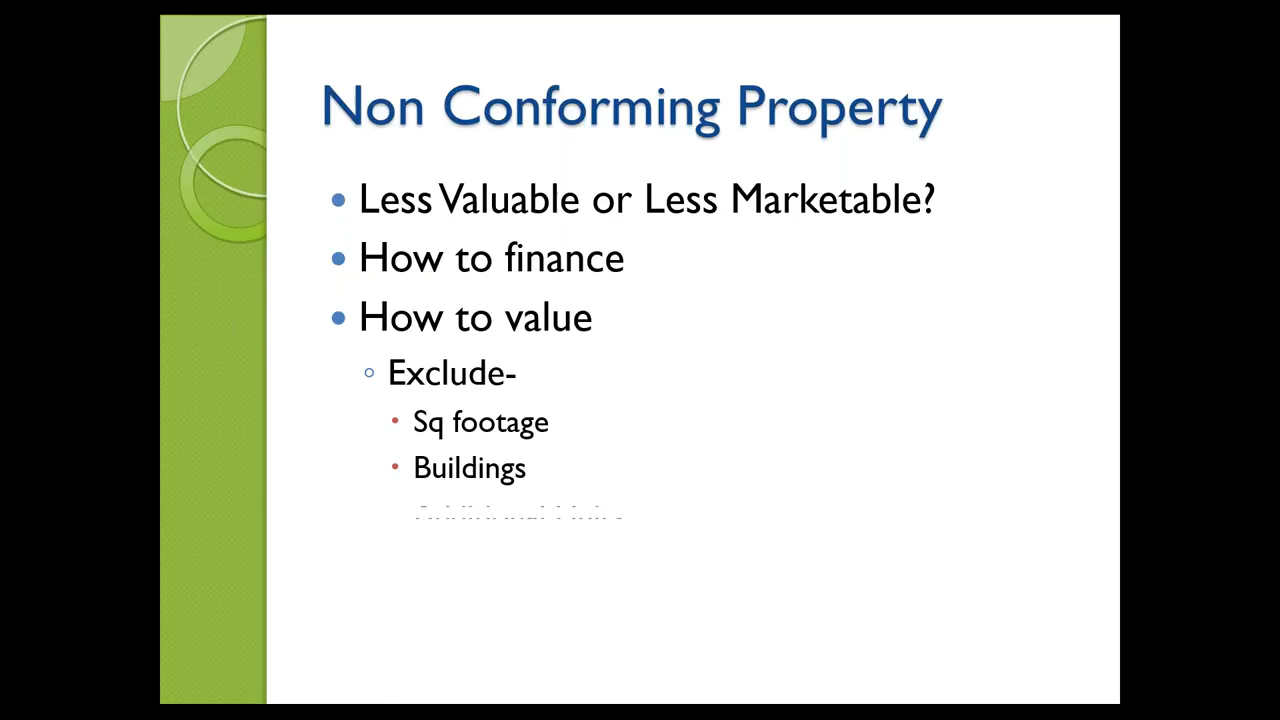 Non Conforming Property
Less Valuable or Less Marketable?
How to finance
How to value
Exclude-
Sq footage
Buildings